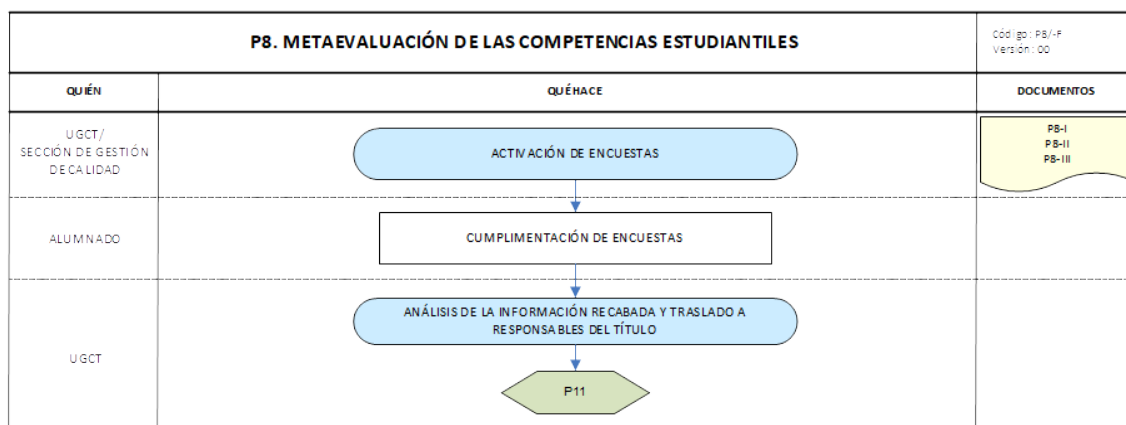 P8. METAEVALUACIÓN DE LAS COMPETENCIAS ESTUDIANTILES
Código: P8/-F
Versión: 00
QUIÉN
QUÉ HACE
DOCUMENTOS
UGCT/
SECCIÓN DE GESTIÓN
DE CALIDAD
ACTIVACIÓN DE ENCUESTAS
P8-I
P8-II
P8-III
ALUMNADO
CUMPLIMENTACIÓN DE ENCUESTAS
UGCT
ANÁLISIS DE LA INFORMACIÓN RECABADA Y TRASLADO A
RESPONSABLES DEL TÍTULO
P11